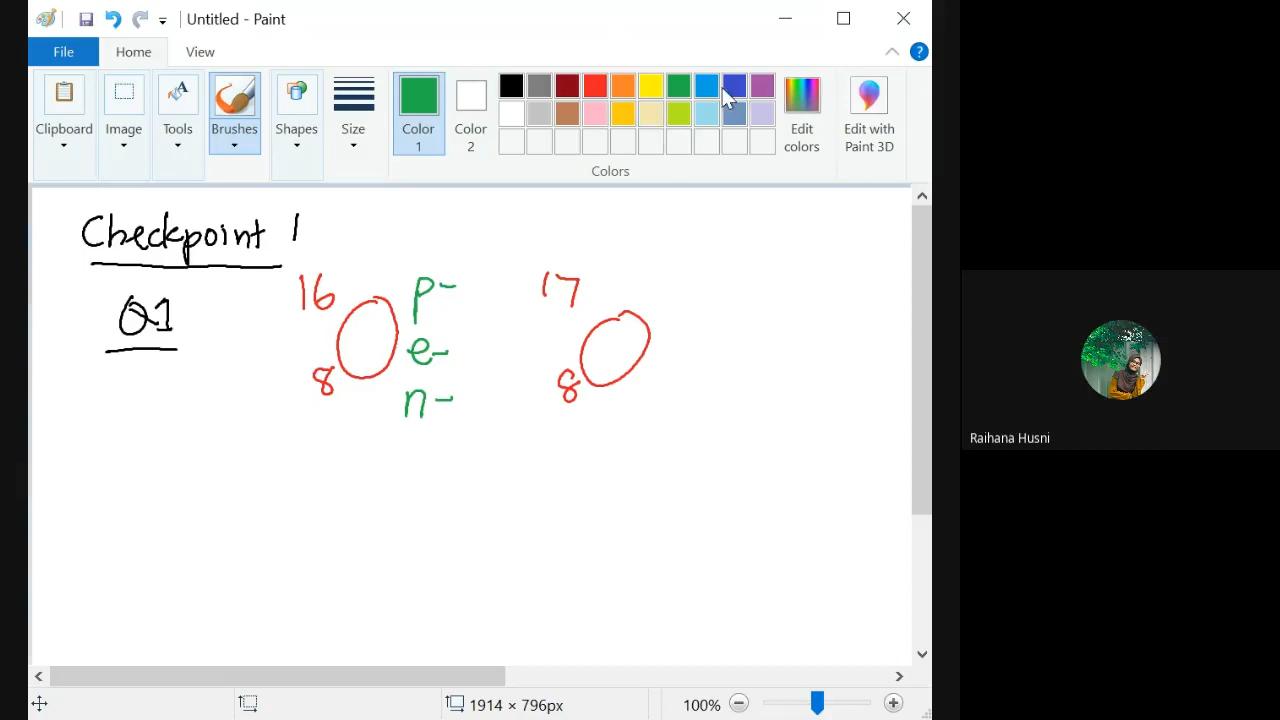 Untitled - Paint
File Home View
Clipboard Image Tools Brushes Shapes Size Color 1 Color 2 Edit colors Edit with Paint 3D
Colors
Checkpoint 1
Q1
16 O 8
p-
e-
n-
17 O 8
Raihana Husni
1914 × 796px
100%